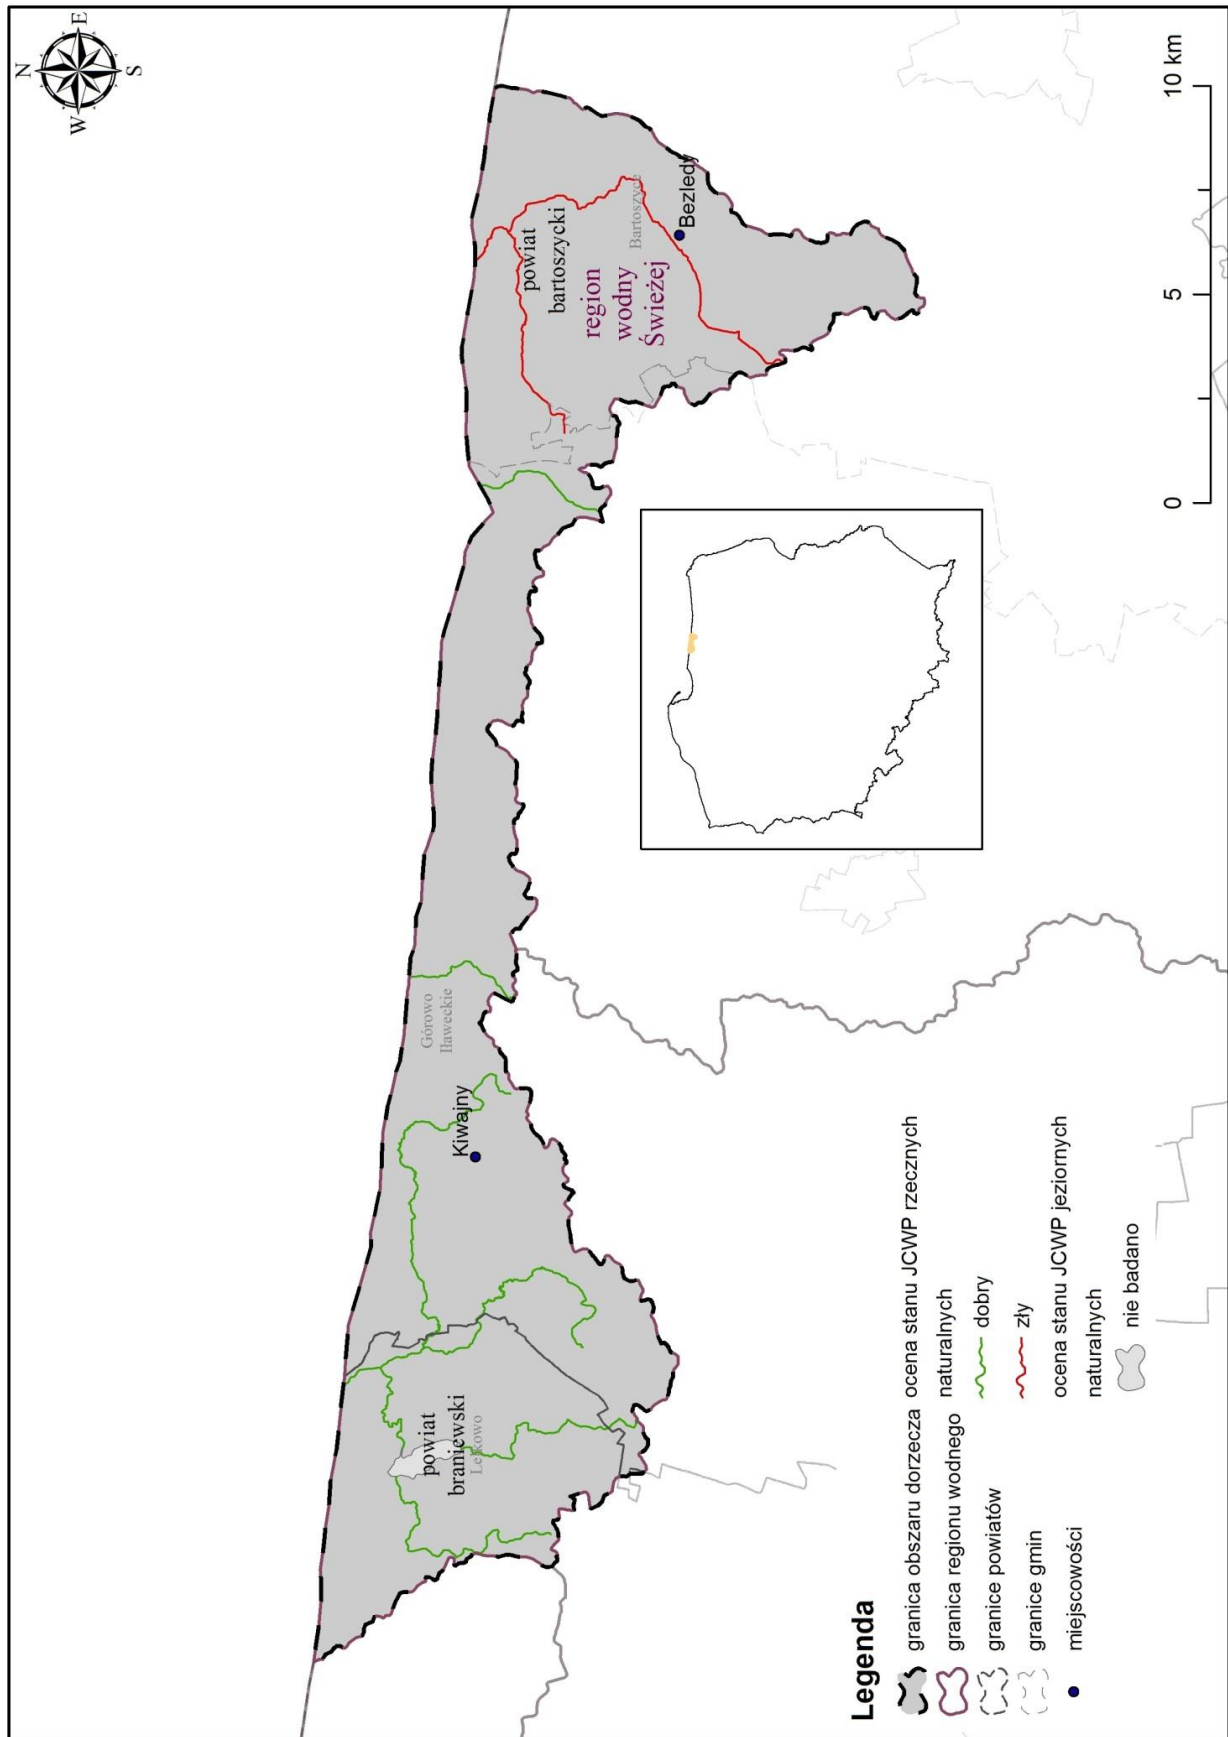 N
E
S
W
powiat
bartoszycki
region
wodny
Świeżej
Bartoszyce
Bezledy
Górowo
Iławeckie
Kiwajny
powiat
braniewski
Lelkowo
Legenda
granica obszaru dorzecza
granica regionu wodnego
granice powiatów
granice gmin
miejscowości
ocena stanu JCWP rzecznych
naturalnych
dobry
zły
ocena stanu JCWP jeziornych
naturalnych
nie badano
0 5 10 km